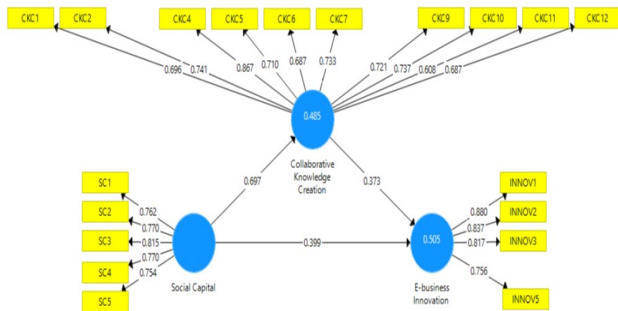 CKC1 CKC2 CKC4 CKC5 CKC6 CKC7 CKC9 CKC10 CKC11 CKC12
0.696 0.741 0.867 0.710 0.687 0.733 0.721 0.737 0.608 0.687
0.485
Collaborative
Knowledge
Creation
0.697 0.373
SC1
SC2
SC3
SC4
SC5
0.762
0.770
0.815
0.770
0.754
Social Capital
0.399
0.505
E-business
Innovation
0.880
0.837
0.817
0.756
INNOV1
INNOV2
INNOV3
INNOV5